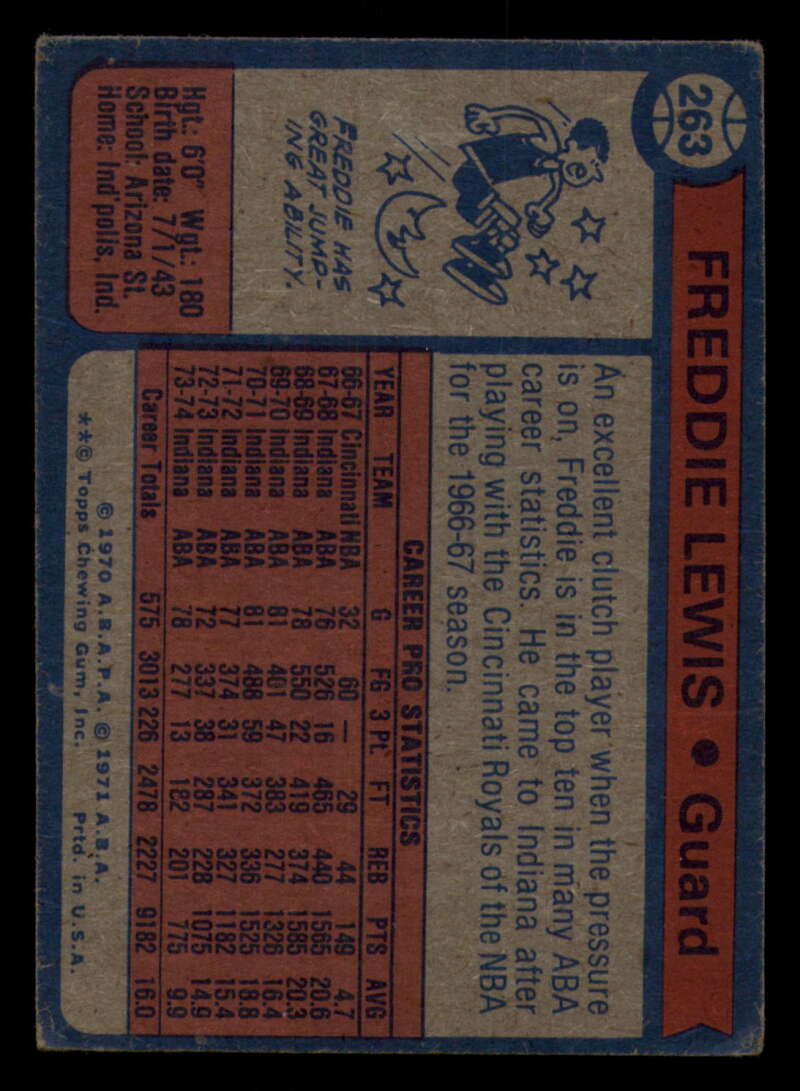 263
FREDDIE LEWIS • Guard
FREDDIE HAS
GREAT JUMP-
ING ABILITY.
Hgt.: 6'0" Wgt.: 180
Birth date: 7/1/43
School: Arizona St.
Home: Ind'polis, Ind.
An excellent clutch player when the pressure
is on, Freddie is in the top ten in many ABA
career statistics. He came to Indiana after
playing with the Cincinnati Royals of the NBA
for the 1966-67 season.
CAREER PRO STATISTICS
YEAR TEAM G FG 3 Pt. FT REB PTS AVG
66-67 Cincinnati NBA 32 60 — 29 44 149 4.7
67-68 Indiana ABA 76 526 16 465 440 1565 20.6
68-69 Indiana ABA 78 550 22 419 374 1585 20.3
69-70 Indiana ABA 81 401 47 383 277 1326 16.4
70-71 Indiana ABA 81 488 59 372 336 1525 18.8
71-72 Indiana ABA 77 374 31 341 327 1182 15.4
72-73 Indiana ABA 72 337 38 287 228 1075 14.9
73-74 Indiana ABA 78 277 13 182 201 775 9.9
Career Totals 575 3013 226 2478 2227 9182 16.0
© 1970 A.B.A.P.A. © 1971 A.B.A.
**© Topps Chewing Gum, Inc. Prtd. in U.S.A.